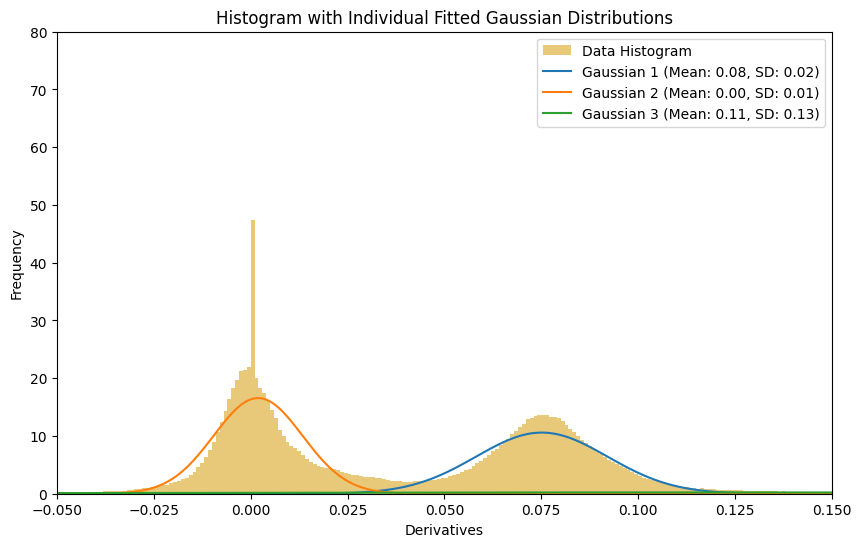 Histogram with Individual Fitted Gaussian Distributions
Data Histogram
Gaussian 1 (Mean: 0.08, SD: 0.02)
Gaussian 2 (Mean: 0.00, SD: 0.01)
Gaussian 3 (Mean: 0.11, SD: 0.13)
Frequency
80
70
60
50
40
30
20
10
0
−0.050 −0.025 0.000 0.025 0.050 0.075 0.100 0.125 0.150
Derivatives